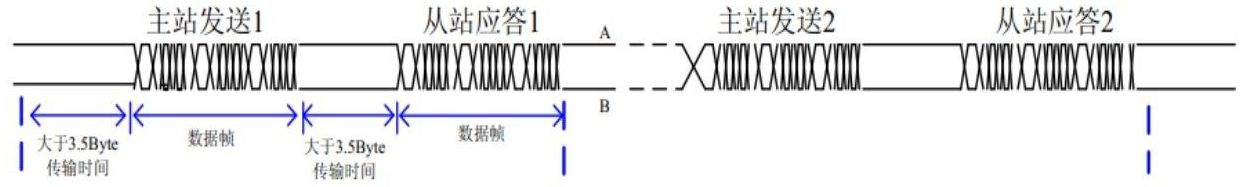 主站发送1
从站应答1
A
主站发送2
从站应答2
B
大于3.5Byte
传输时间
数据帧
大于3.5Byte
传输时间
数据帧